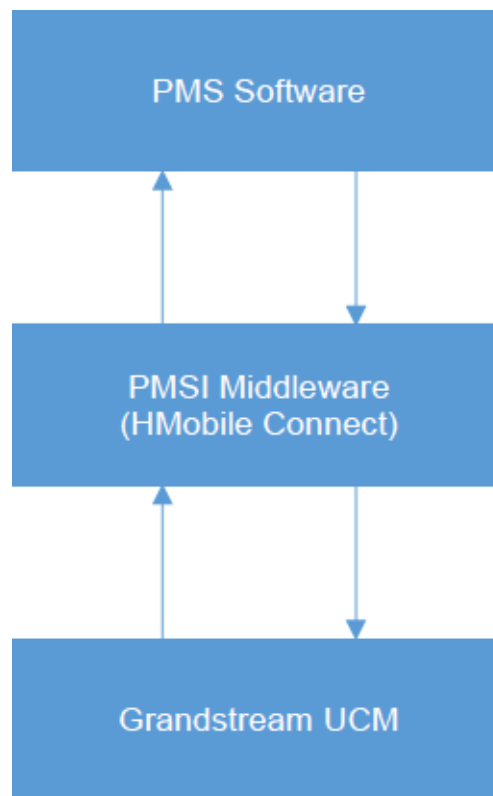 PMS Software
PMSI Middleware
(HMobile Connect)
Grandstream UCM